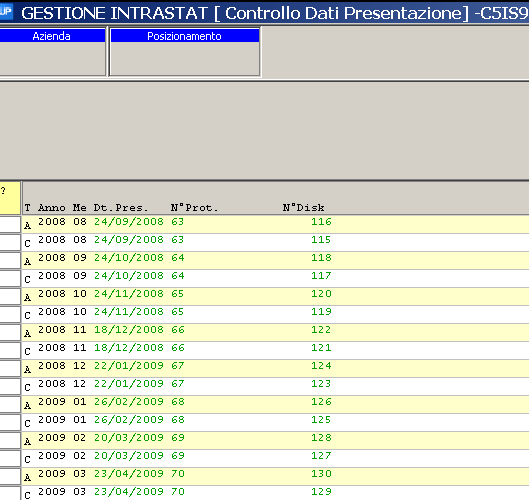 UP GESTIONE INTRASTAT [ Controllo Dati Presentazione] -C5IS9
Azienda Posizionamento
?
T Anno Me Dt.Pres. N°Prot. N°Disk
A 2008 08 24/09/2008 63 116
C 2008 08 24/09/2008 63 115
A 2008 09 24/10/2008 64 118
C 2008 09 24/10/2008 64 117
A 2008 10 24/11/2008 65 120
C 2008 10 24/11/2008 65 119
A 2008 11 18/12/2008 66 122
C 2008 11 18/12/2008 66 121
A 2008 12 22/01/2009 67 124
C 2008 12 22/01/2009 67 123
A 2009 01 26/02/2009 68 126
C 2009 01 26/02/2009 68 125
A 2009 02 20/03/2009 69 128
C 2009 02 20/03/2009 69 127
A 2009 03 23/04/2009 70 130
C 2009 03 23/04/2009 70 129